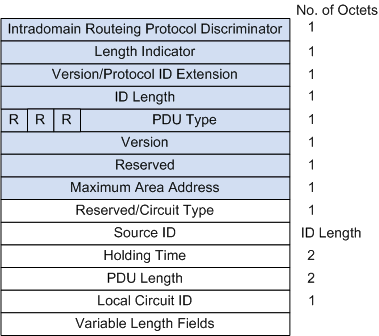 No. of Octets
Intradomain Routeing Protocol Discriminator 1
Length Indicator 1
Version/Protocol ID Extension 1
ID Length 1
R R R PDU Type 1
Version 1
Reserved 1
Maximum Area Address 1
Reserved/Circuit Type 1
Source ID ID Length
Holding Time 2
PDU Length 2
Local Circuit ID 1
Variable Length Fields